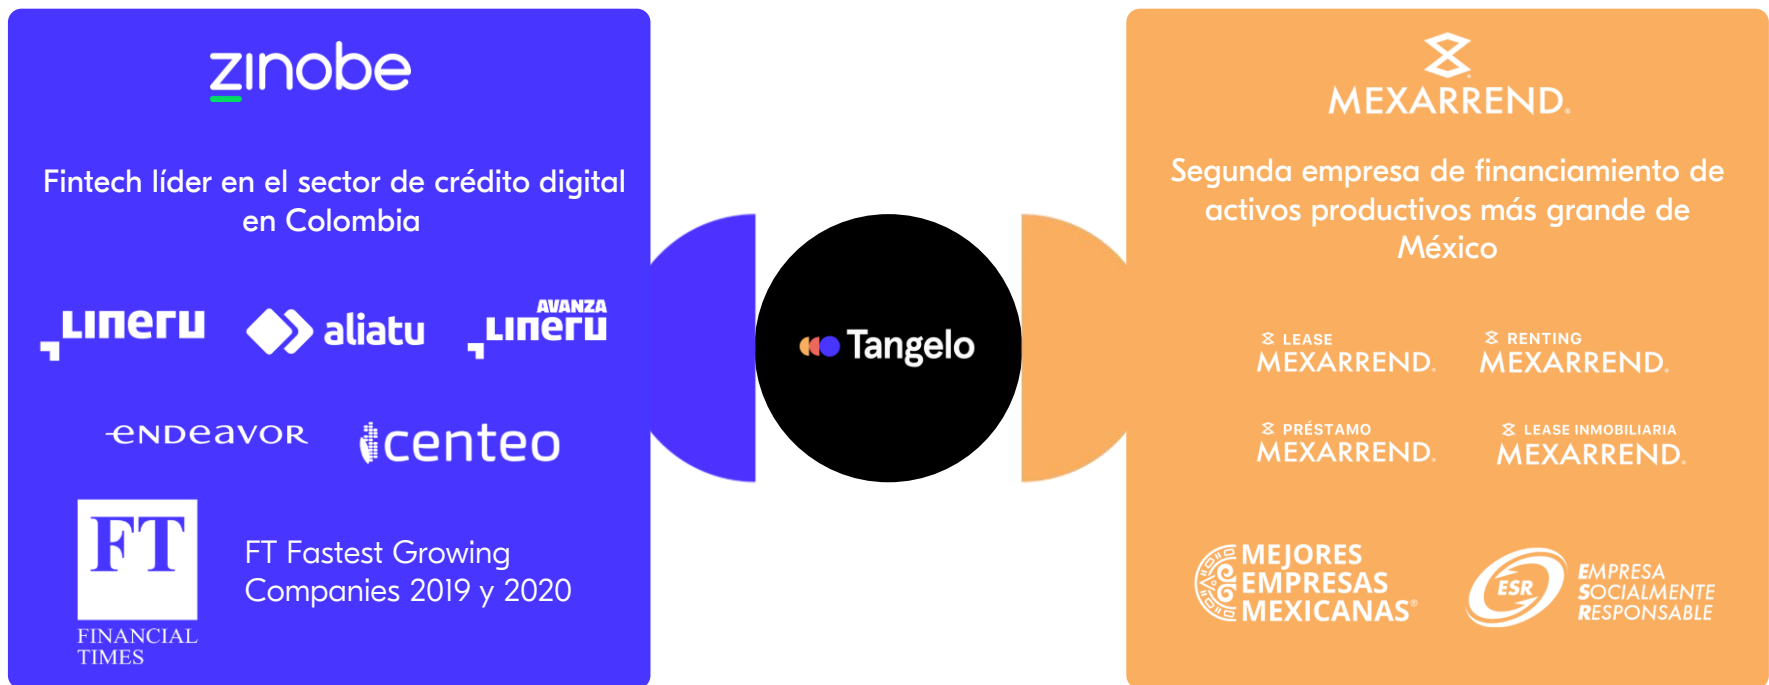 zinobe
Fintech líder en el sector de crédito digital
en Colombia
LINERU
aliatu
AVANZA
LINERU
ENDEAVOR
centeo
FT
FINANCIAL
TIMES
FT Fastest Growing
Companies 2019 y 2020
Tangelo
MEXARREND®
Segunda empresa de financiamiento de
activos productivos más grande de
México
LEASE
MEXARREND®
RENTING
MEXARREND®
PRÉSTAMO
MEXARREND®
LEASE INMOBILIARIA
MEXARREND®
MEJORES
EMPRESAS
MEXICANAS®
ESR
EMPRESA
SOCIALMENTE
RESPONSABLE